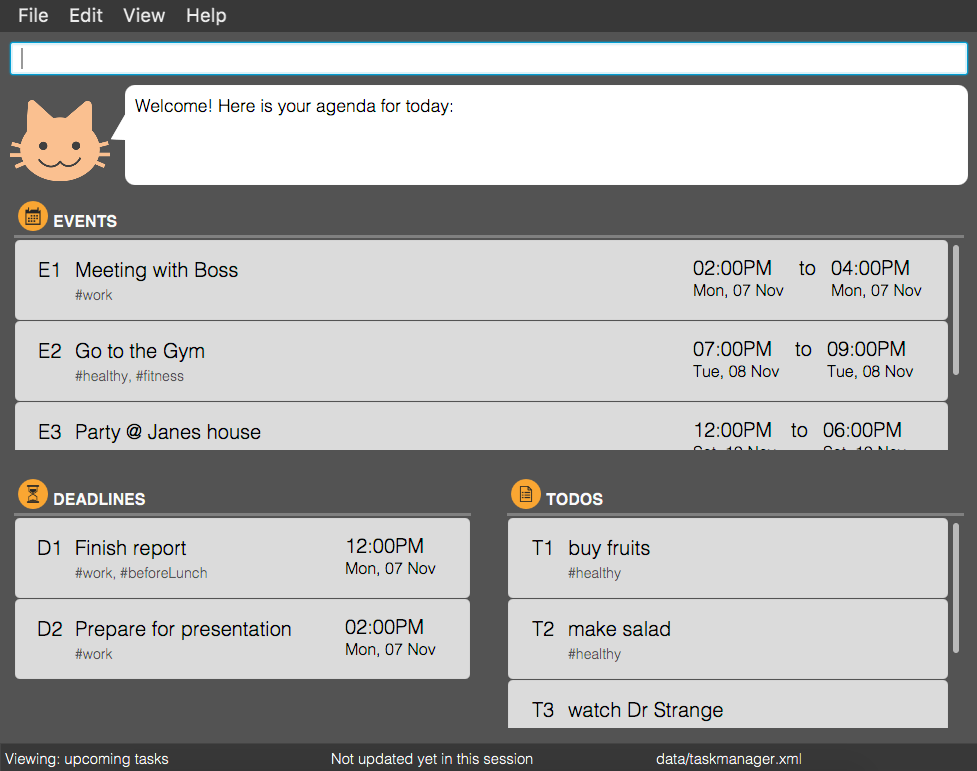 File Edit View Help
Welcome! Here is your agenda for today:
EVENTS
E1 Meeting with Boss 02:00PM to 04:00PM
#work Mon, 07 Nov Mon, 07 Nov
E2 Go to the Gym 07:00PM to 09:00PM
#healthy, #fitness Tue, 08 Nov Tue, 08 Nov
E3 Party @ Janes house 12:00PM to 06:00PM
DEADLINES
D1 Finish report 12:00PM
#work, #beforeLunch Mon, 07 Nov
D2 Prepare for presentation 02:00PM
#work Mon, 07 Nov
TODOS
T1 buy fruits
#healthy
T2 make salad
#healthy
T3 watch Dr Strange
Viewing: upcoming tasks Not updated yet in this session data/taskmanager.xml